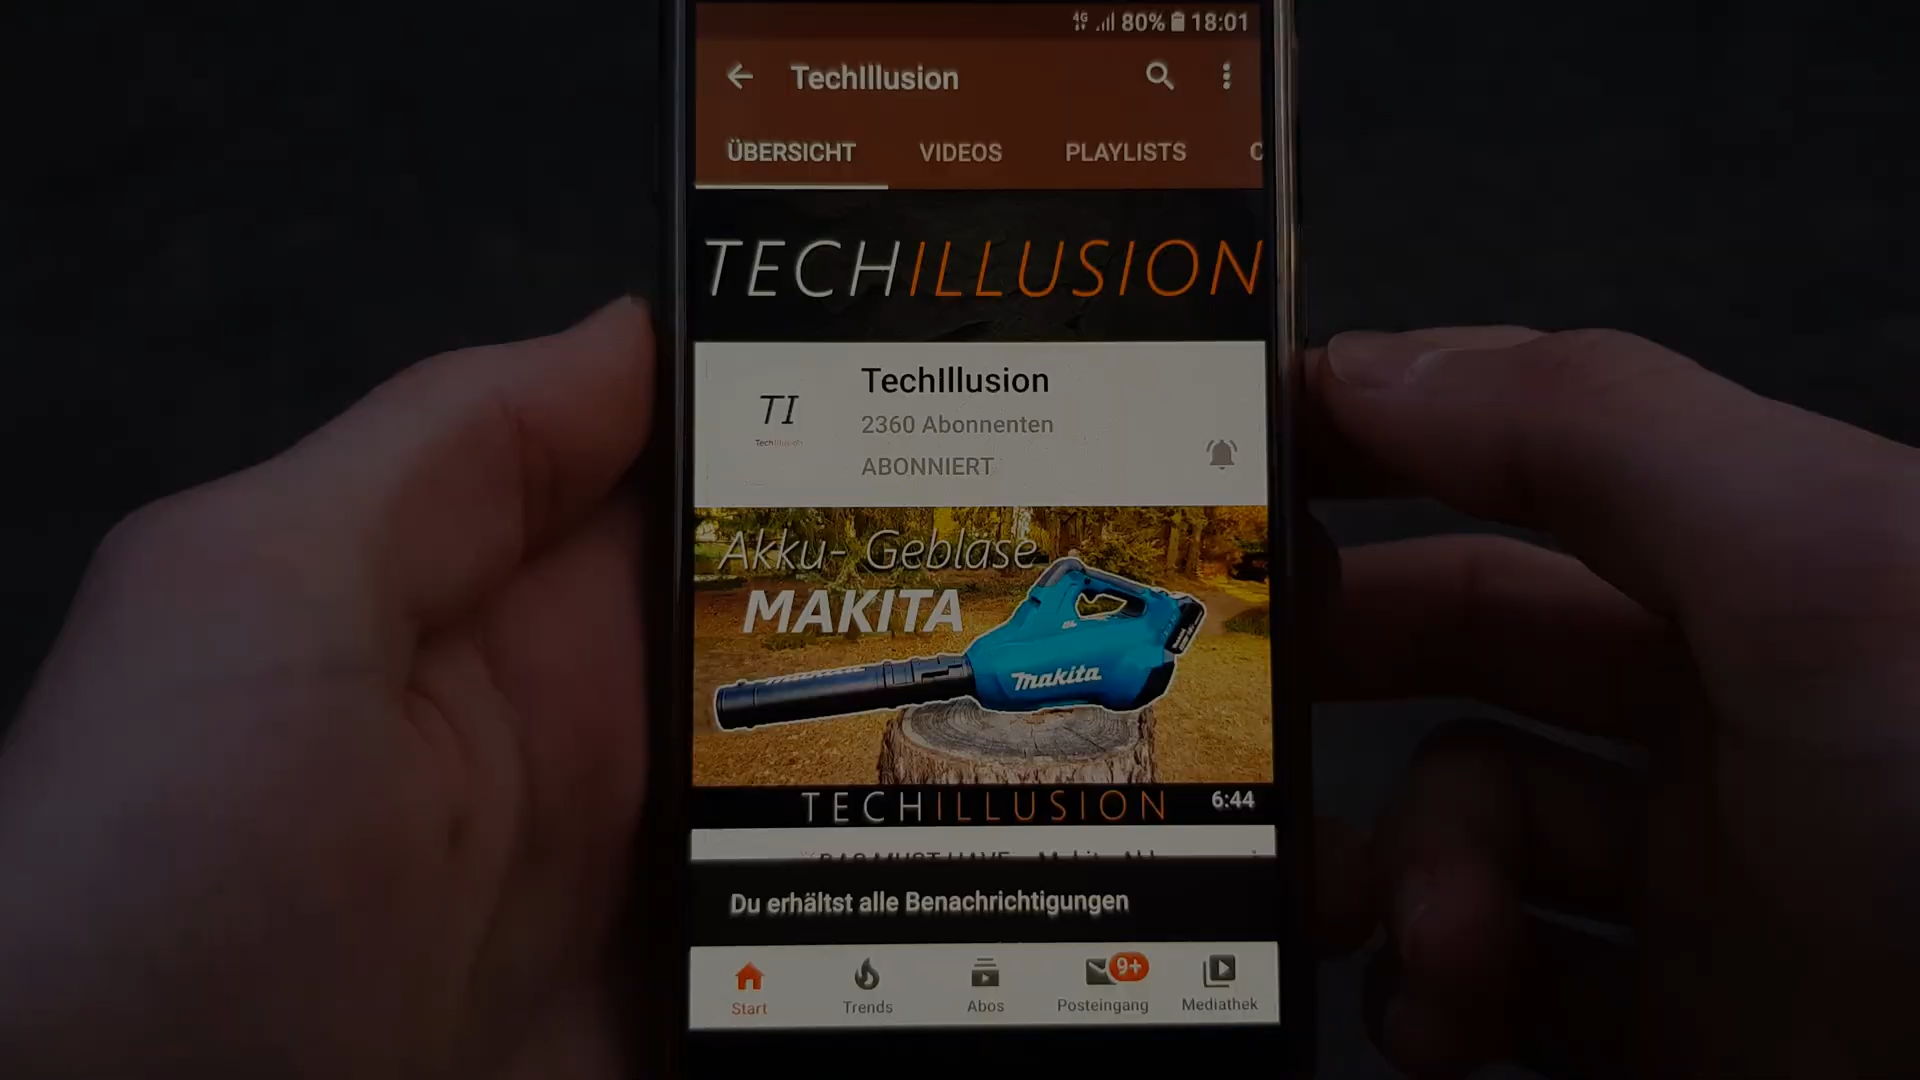 4G 80% 18:01
TechIllusion
ÜBERSICHT VIDEOS PLAYLISTS
TECHILLUSION
TechIllusion
TI
TechIllusion
2360 Abonnenten
ABONNIERT
Akku- Gebläse
MAKITA
makita
TECHILLUSION
6:44
Du erhältst alle Benachrichtigungen
9+
Start Trends Abos Posteingang Mediathek